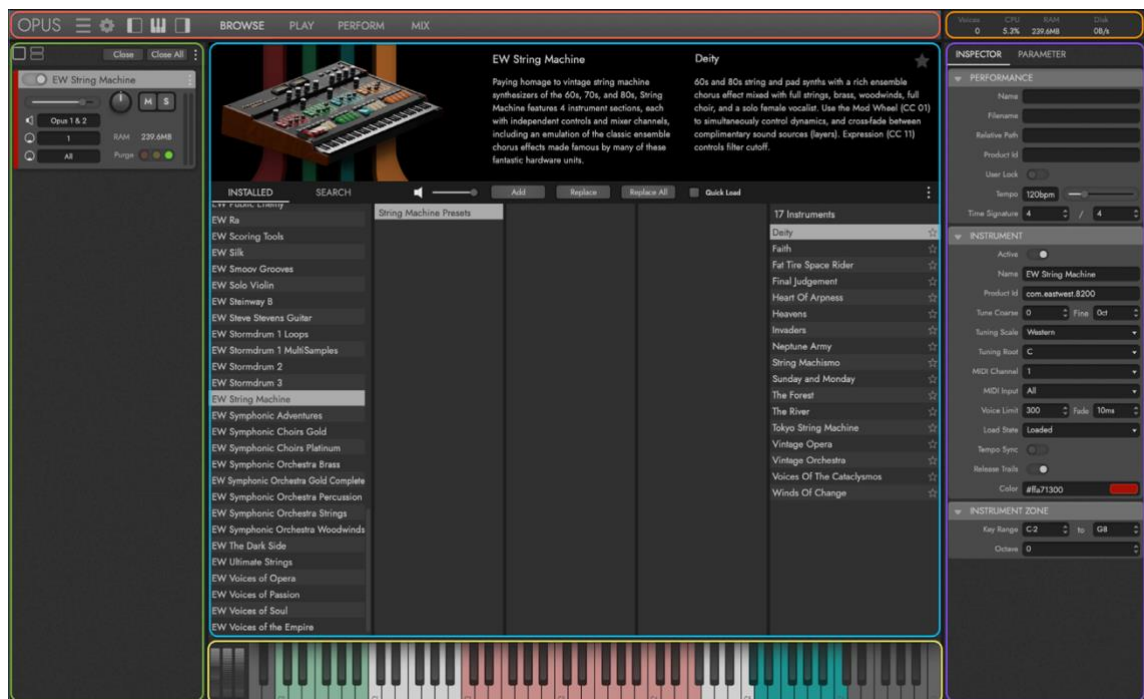 OPUS BROWSE PLAY PERFORM MIX
Voices CPU RAM Disk
0 5.2% 239.6MB 0B/s
Close Close All
EW String Machine
M S
Opus 1 & 2
1 RAM 239.6MB
All Purge
EW String Machine
Paying homage to vintage string machine
synthesizers of the 60s, 70s, and 80s, String
Machine features 4 instrument sections, each
with independent controls and mixer channels,
including an emulation of the classic ensemble
chorus effects made famous by many of these
fantastic hardware units.
Deity
60s and 80s string and pad synths with a rich ensemble
chorus effect mixed with full strings, brass, woodwinds, full
choir, and a solo female vocalist. Use the Mod Wheel (CC 01)
to simultaneously control dynamics, and cross-fade between
complimentary sound sources (layers). Expression (CC 11)
controls filter cutoff.
INSTALLED SEARCH Add Replace Replace All Quick Load
EW Public Enemy
EW Ra
EW Scoring Tools
EW Silk
EW Smoov Grooves
EW Solo Violin
EW Steinway B
EW Steve Stevens Guitar
EW Stormdrum 1 Loops
EW Stormdrum 1 MultiSamples
EW Stormdrum 2
EW Stormdrum 3
EW String Machine
EW Symphonic Adventures
EW Symphonic Choirs Gold
EW Symphonic Choirs Platinum
EW Symphonic Orchestra Brass
EW Symphonic Orchestra Gold Complete
EW Symphonic Orchestra Percussion
EW Symphonic Orchestra Strings
EW Symphonic Orchestra Woodwinds
EW The Dark Side
EW Ultimate Strings
EW Voices of Opera
EW Voices of Passion
EW Voices of Soul
EW Voices of the Empire
String Machine Presets
17 Instruments
Deity
Faith
Fat Tire Space Rider
Final Judgement
Heart Of Arpness
Heavens
Invaders
Neptune Army
String Machismo
Sunday and Monday
The Forest
The River
Tokyo String Machine
Vintage Opera
Vintage Orchestra
Voices Of The Cataclysmos
Winds Of Change
INSPECTOR PARAMETER
PERFORMANCE
Name
Filename
Relative Path
Product Id
User Lock
Tempo 120bpm
Time Signature 4 / 4
INSTRUMENT
Active
Name EW String Machine
Product Id com.eastwest.8200
Tune Coarse 0 Fine 0ct
Tuning Scale Western
Tuning Root C
MIDI Channel 1
MIDI Input All
Voice Limit 300 Fade 10ms
Load State Loaded
Tempo Sync
Release Trails
Color #ffa71300
INSTRUMENT ZONE
Key Range C-2 to G8
Octave 0